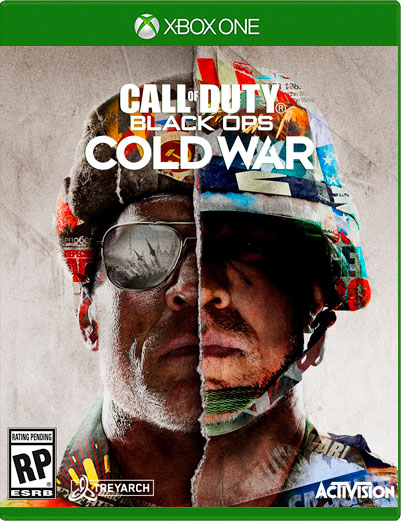 XBOX ONE
CALL OF DUTY®
BLACK OPS
COLD WAR
RATING PENDING
RP
ESRB
TREYARCH
ACTIVISION